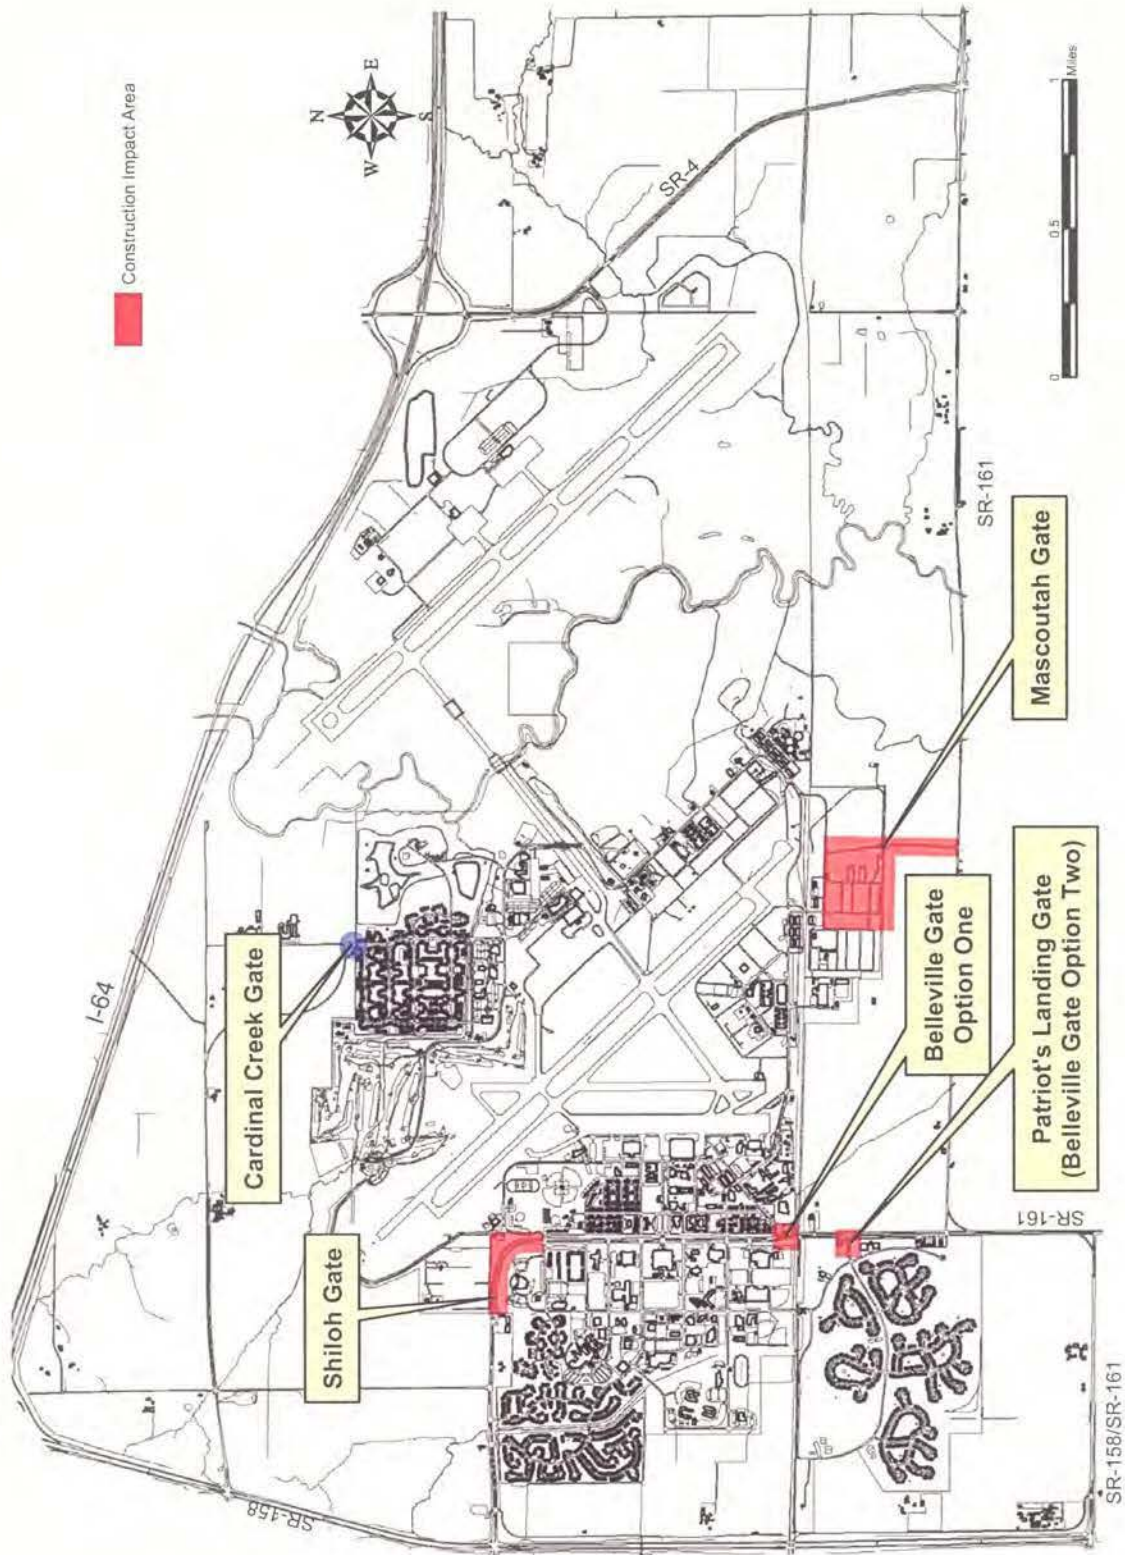 Construction Impact Area
N
E
S
W
I-64
SR-4
Cardinal Creek Gate
Shiloh Gate
SR-158
0
0.5
1
Miles
SR-161
Mascoutah Gate
Belleville Gate
Option One
Patriot's Landing Gate
(Belleville Gate Option Two)
SR-161
SR-158/SR-161